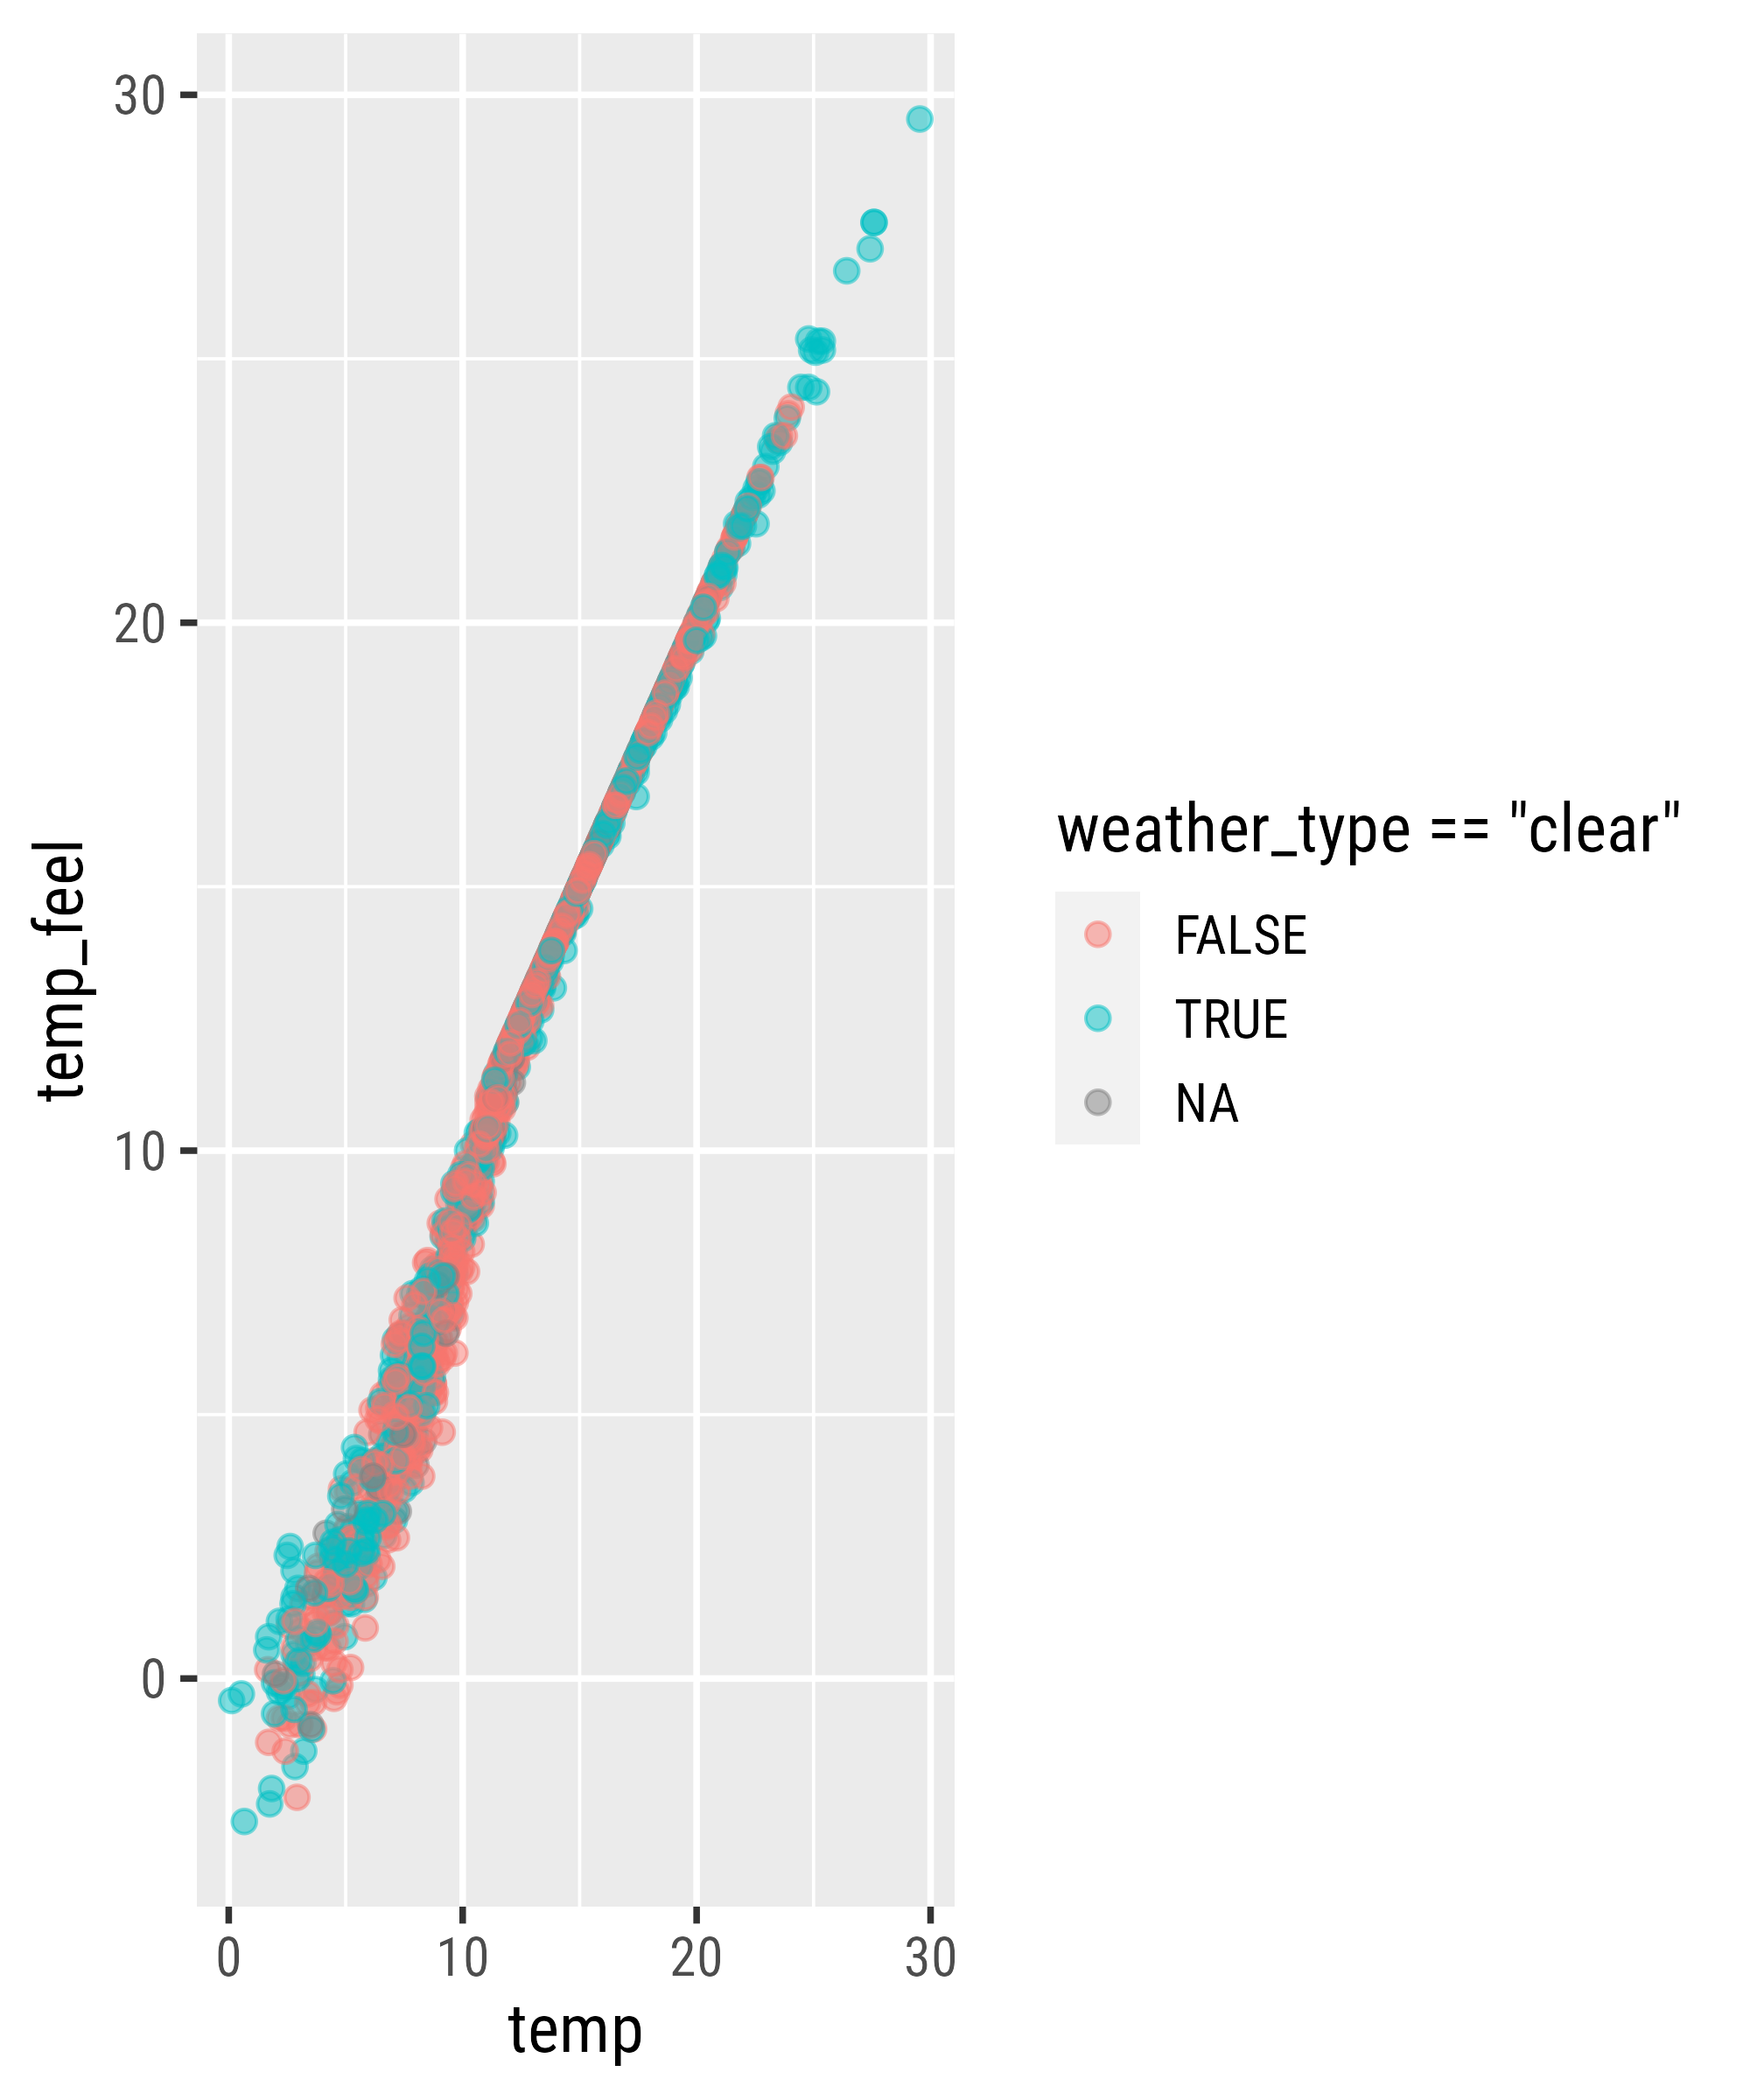 30
20
10
0
temp_feel
0 10 20 30
temp
weather_type == "clear"
FALSE
TRUE
NA